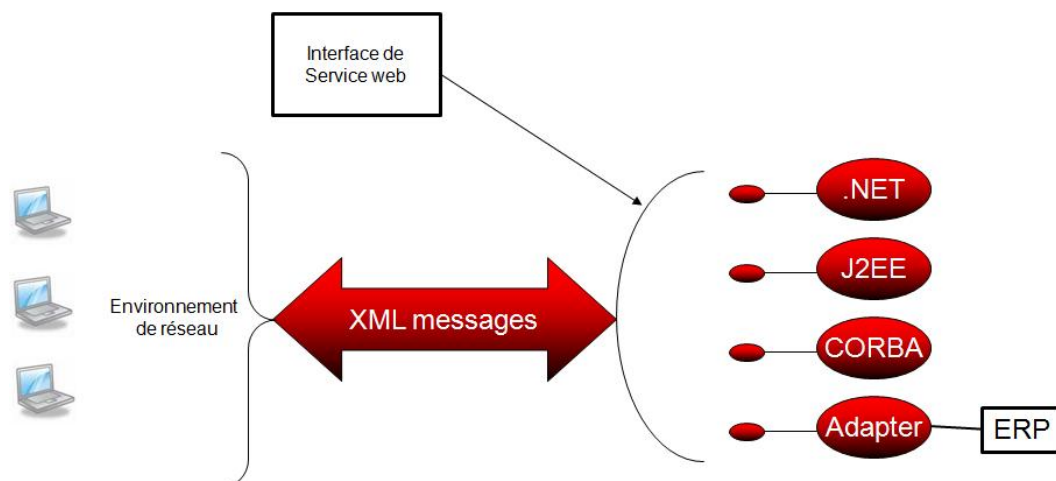 Interface de
Service web
Environnement
de réseau
XML messages
.NET
J2EE
CORBA
Adapter
ERP